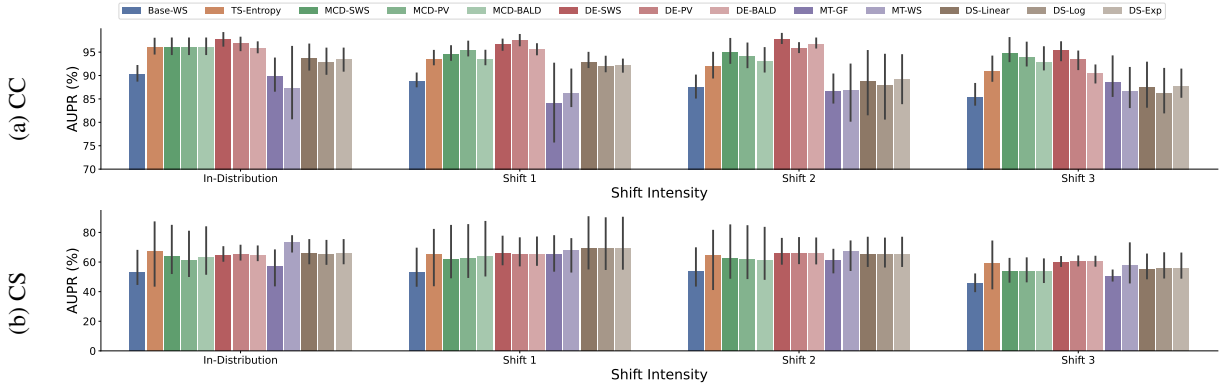 Base-WS TS-Entropy MCD-SWS MCD-PV MCD-BALD DE-SWS DE-PV DE-BALD MT-GF MT-WS DS-Linear DS-Log DS-Exp
(a) CC
AUPR (%)
95
90
85
80
75
70
In-Distribution Shift 1 Shift 2 Shift 3
Shift Intensity
(b) CS
AUPR (%)
80
60
40
20
0
In-Distribution Shift 1 Shift 2 Shift 3
Shift Intensity